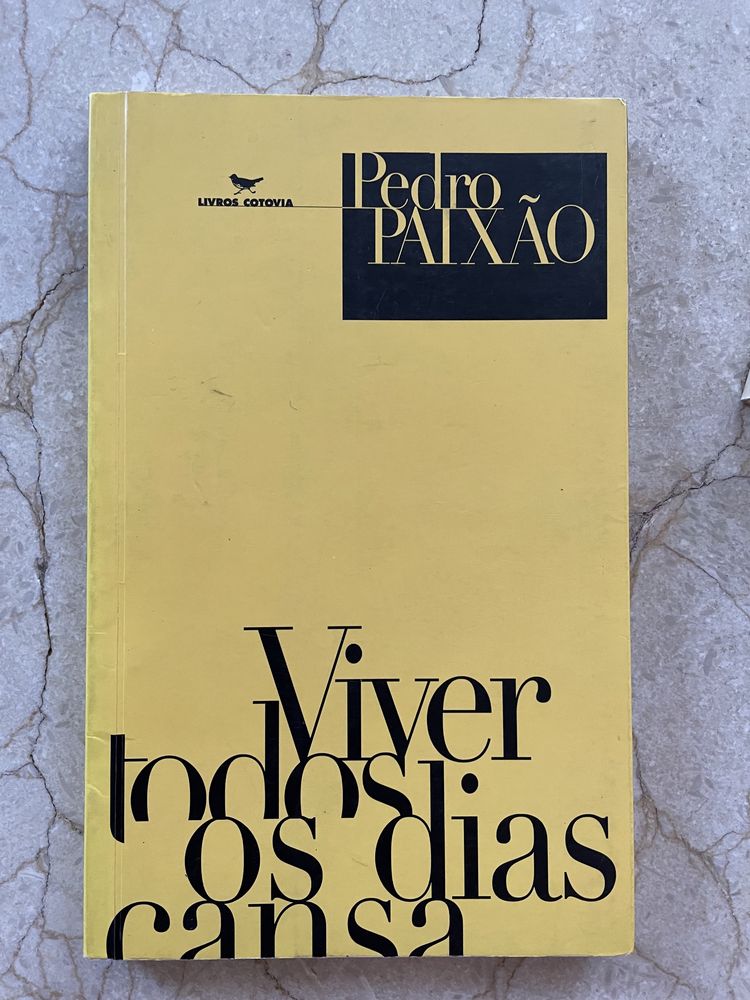 LIVROS COTOVIA
Pedro
PAIXÃO
Viver
todos
os dias
cansa